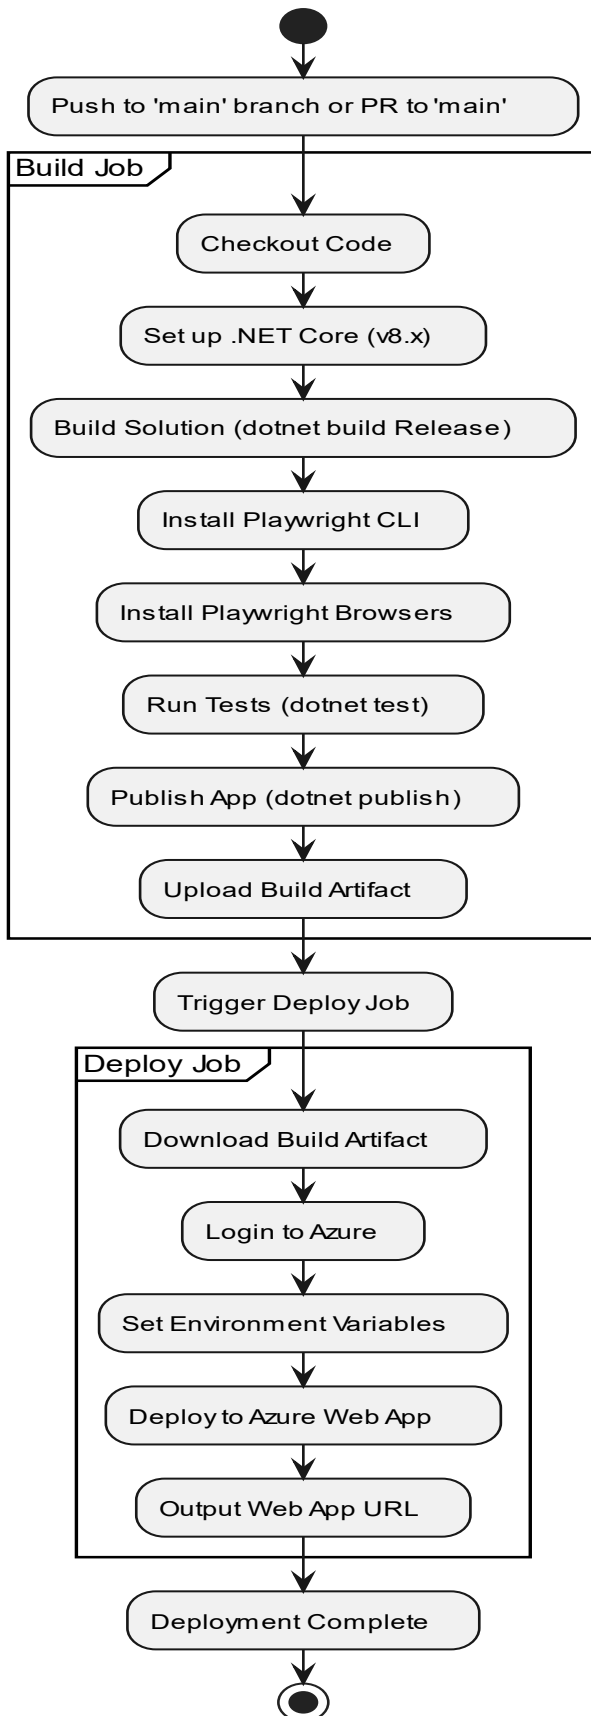 Push to 'main' branch or PR to 'main'
Build Job
Checkout Code
Set up .NET Core (v8.x)
Build Solution (dotnet build Release)
Install Playwright CLI
Install Playwright Browsers
Run Tests (dotnet test)
Publish App (dotnet publish)
Upload Build Artifact
Trigger Deploy Job
Deploy Job
Download Build Artifact
Login to Azure
Set Environment Variables
Deploy to Azure Web App
Output Web App URL
Deployment Complete